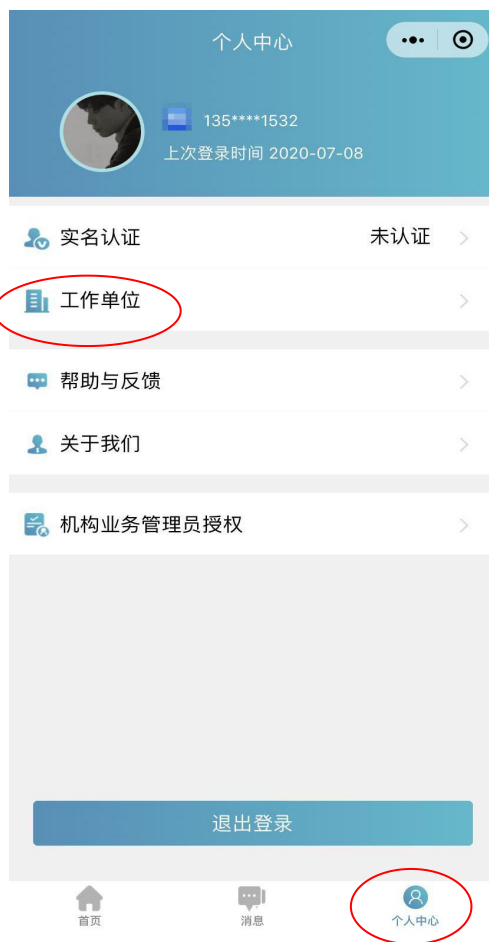 个人中心
135****1532
上次登录时间 2020-07-08
实名认证 未认证
工作单位
帮助与反馈
关于我们
机构业务管理员授权
退出登录
首页 消息 个人中心